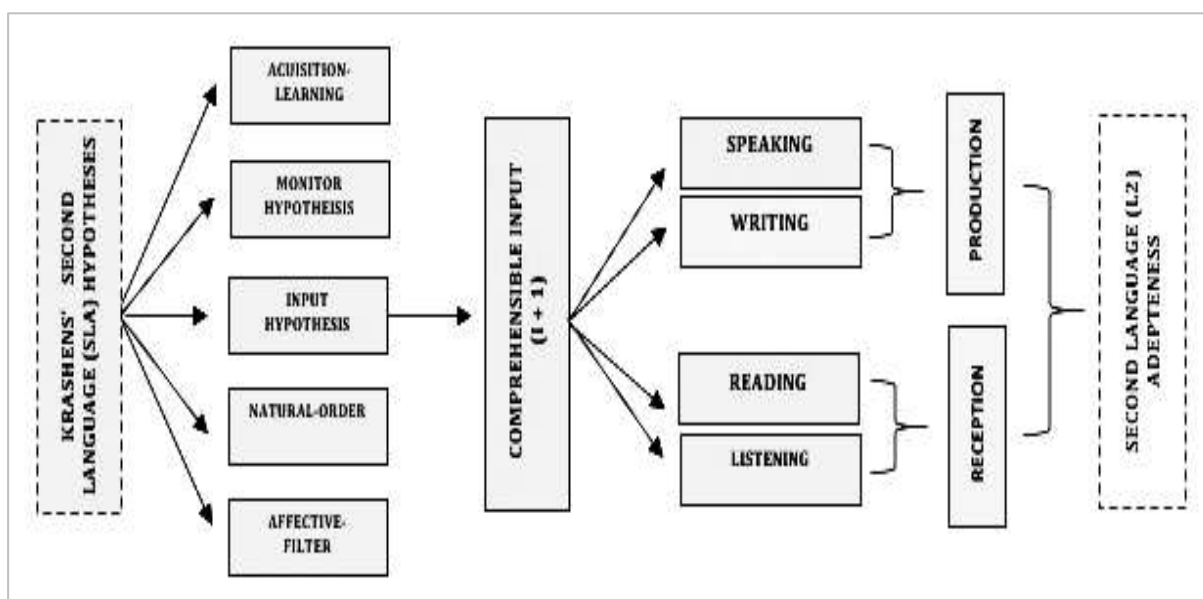 KRASHENS' SECOND
LANGUAGE (SLA) HYPOTHESES
ACUISITION-
LEARNING
MONITOR
HYPOTHEISIS
INPUT
HYPOTHESIS
NATURAL-ORDER
AFFECTIVE-
FILTER
COMPREHENSIBLE INPUT
(I + 1)
SPEAKING
WRITING
READING
LISTENING
PRODUCTION
RECEPTION
SECOND LANGUAGE (L2)
ADEPTENESS